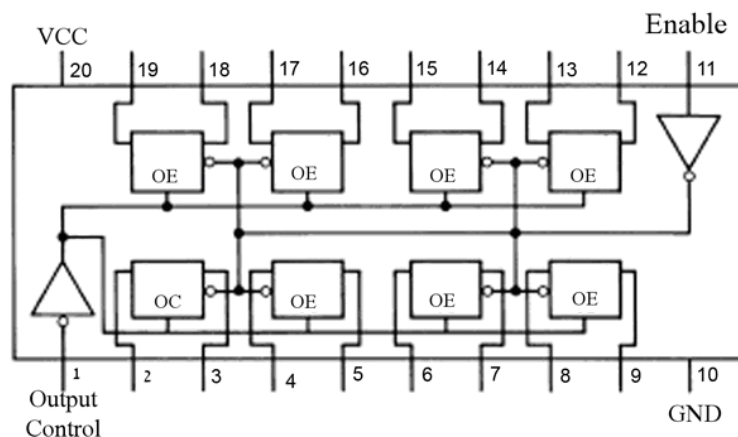 VCC Enable
20 19 18 17 16 15 14 13 12 11
OE OE OE OE
OC OE OE OE
1 2 3 4 5 6 7 8 9 10
Output GND
Control